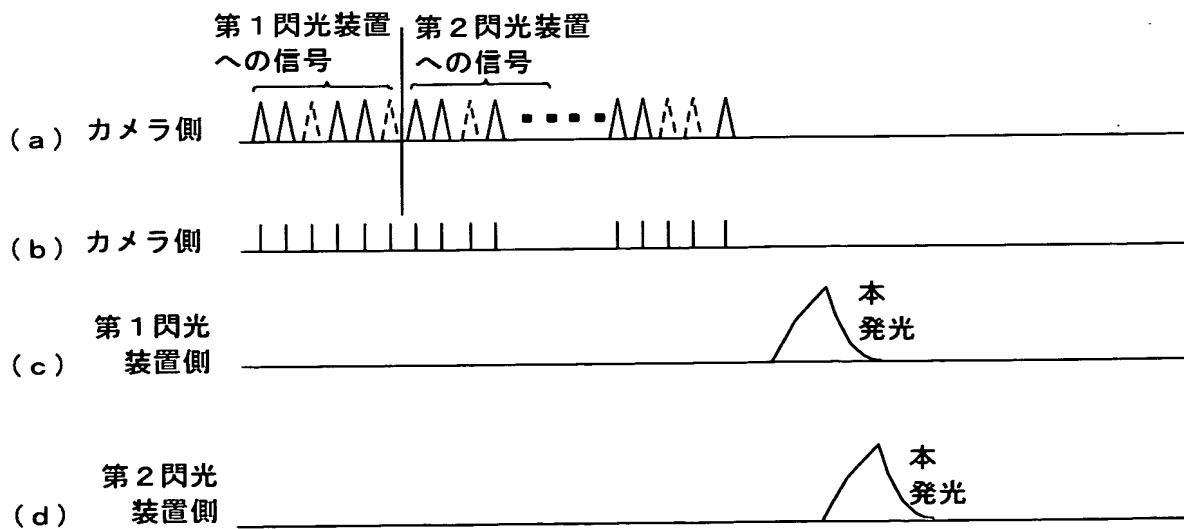 第１閃光装置
への信号
第２閃光装置
への信号
(a) カメラ側
(b) カメラ側
本
発光
第１閃光
(c) 装置側
本
発光
第２閃光
(d) 装置側